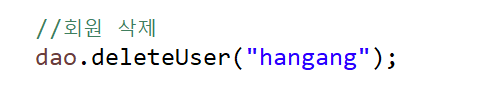 //회원 삭제
dao.deleteUser("hangang");